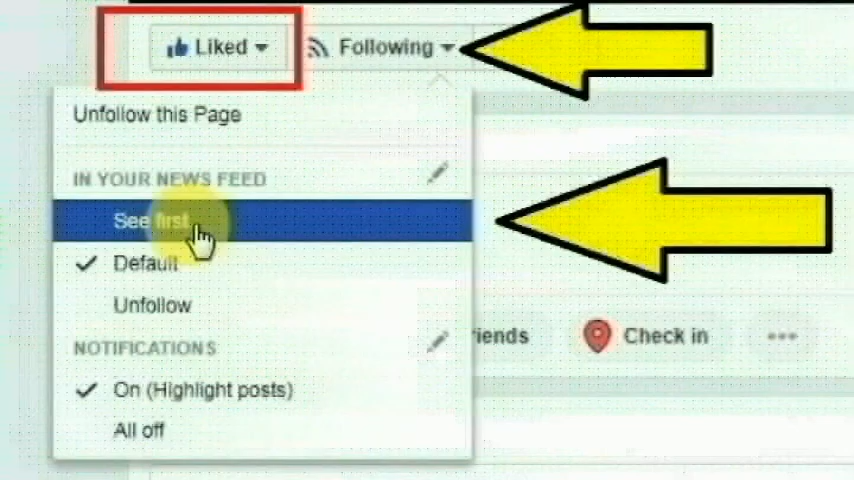 Liked Following
Unfollow this Page
IN YOUR NEWS FEED
See first
Default
Unfollow
riends Check in
NOTIFICATIONS
On (Highlight posts)
All off